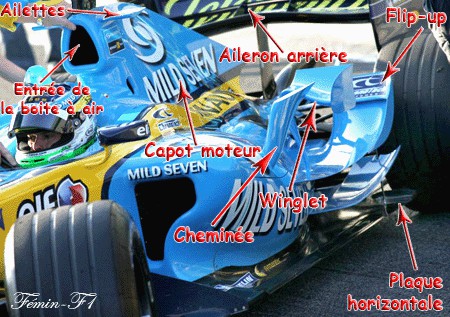 Ailettes
Flip-up
Aileron arrière
Entrée de
la boite à air
MILD SEVEN
Capot moteur
MILD SEVEN
elf
Winglet
MILD SEVEN
Cheminée
Plaque
horizontale
Fémin-F1